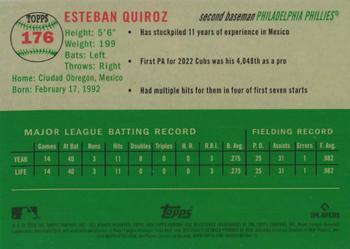 TOPPS
176
ESTEBAN QUIROZ
second baseman PHILADELPHIA PHILLIES®
Height: 5'6"
Weight: 199
Bats: Left
Throws: Right
Home: Ciudad Obregon, Mexico
Born: February 17, 1992
• Has stockpiled 11 years of experience in Mexico
• First PA for 2022 Cubs was his 4,048th as a pro
• Had multiple hits for them in four of first seven starts
MAJOR LEAGUE BATTING RECORD FIELDING RECORD
Games At Bat Runs Hits Doubles Triples H. R. R.B.I. B. Avg. P. O. Assists Errors F. Avg.
YEAR 14 40 3 11 0 0 0 3 .275 25 31 1 .982
LIFE 14 40 3 11 0 0 0 3 .275 25 31 1 .982
Topps